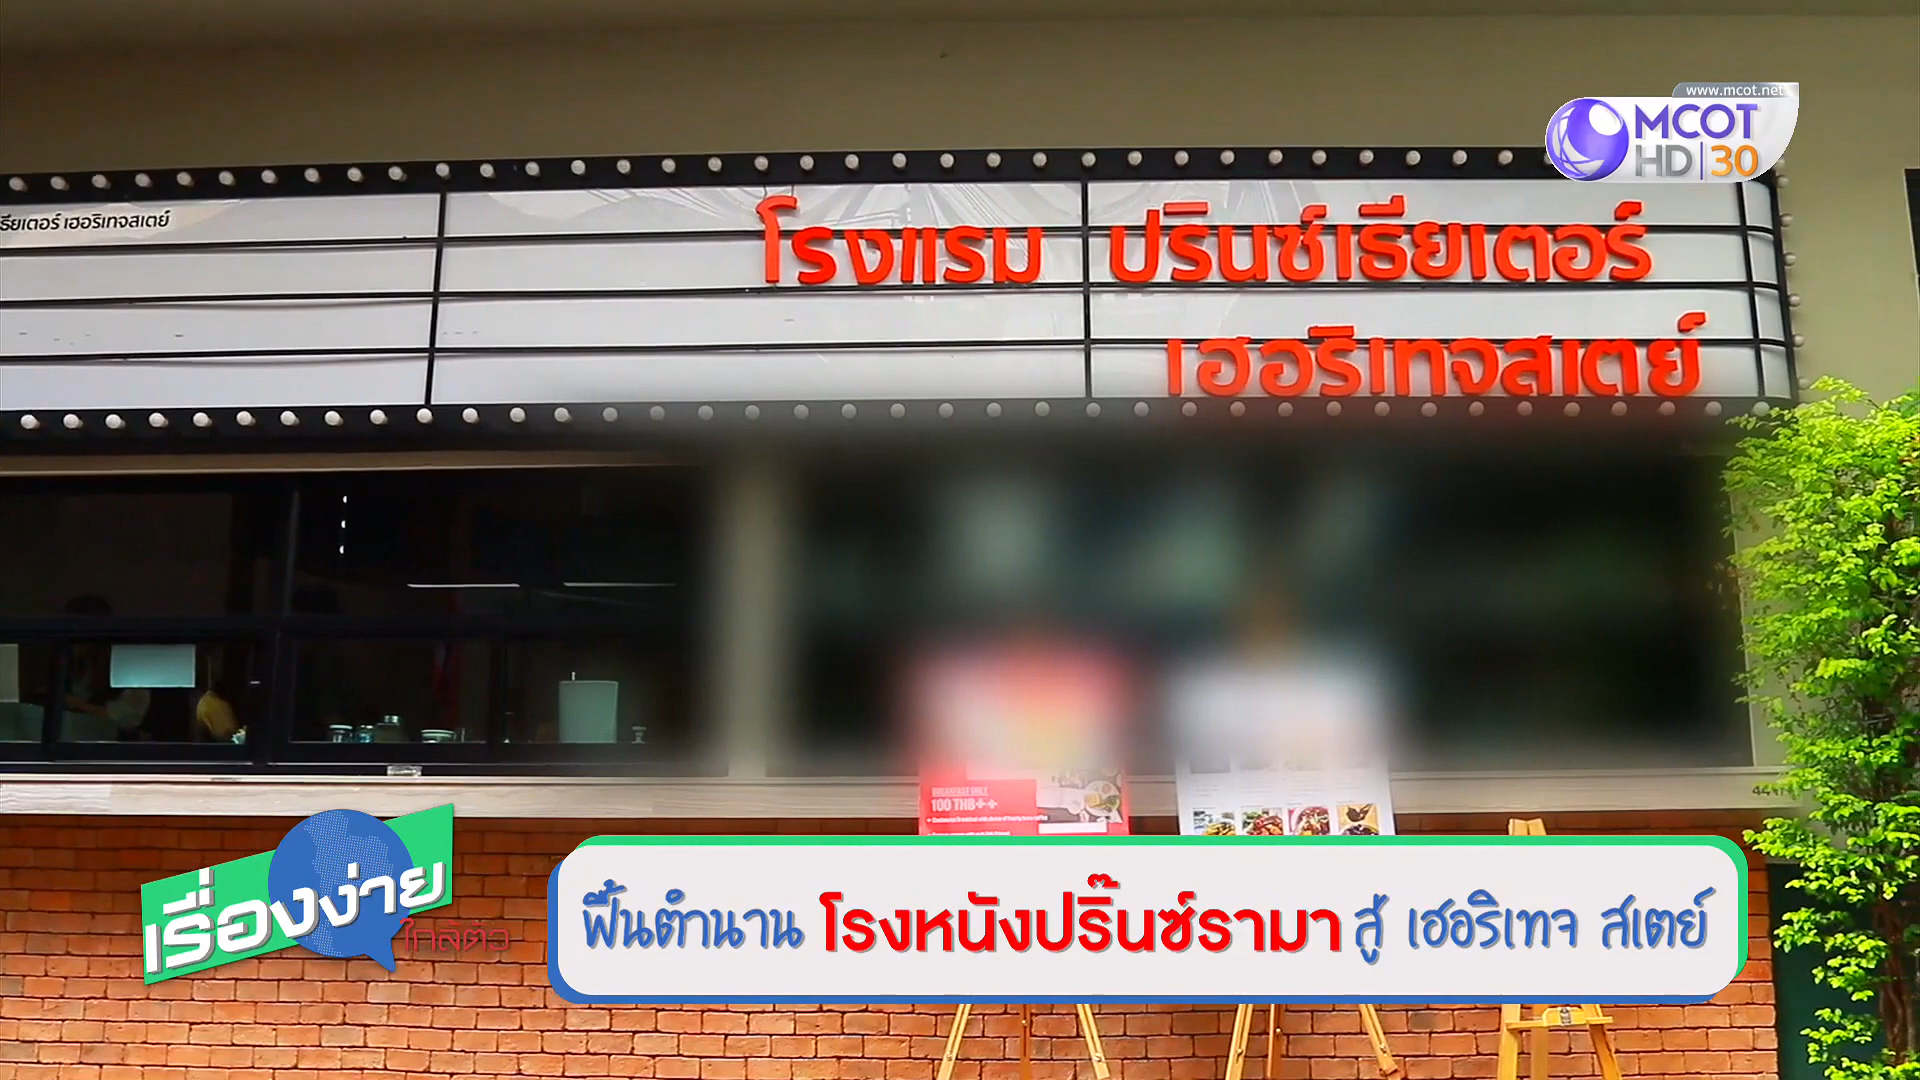 www.mcot.net
MCOT
HD 30
ธียเตอร์ เฮอริเทจสเตย์
โรงแรม ปรินซ์เธียเตอร์
เฮอริเทจสเตย์
BREAKFAST ONLY
100 THB++
เรื่องง่าย
ใกล้ตัว
ฟื้นตำนาน โรงหนังปริ๊นซ์รามา สู่ เฮอริเทจ สเตย์